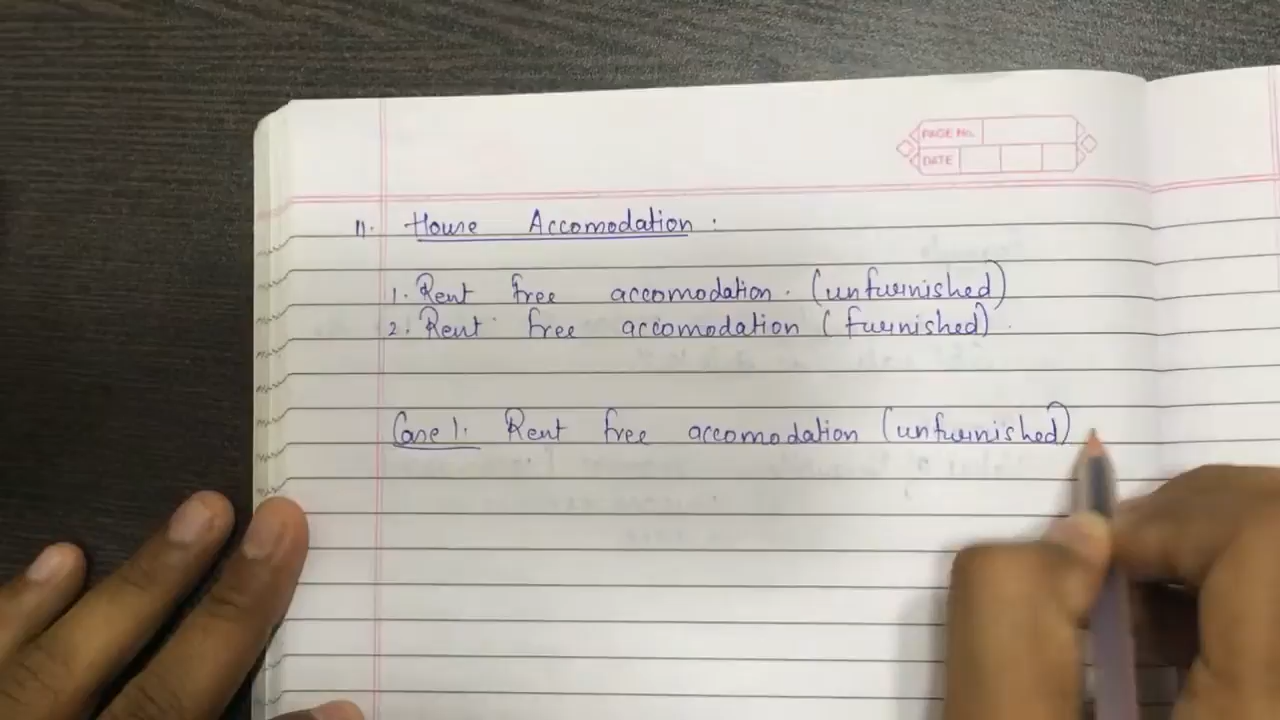 PAGE No.
DATE
11. House Accomodation :
1. Rent free accomodation. (unfurnished)
2. Rent free accomodation (furnished).
Case 1. Rent free accomodation (unfurnished)